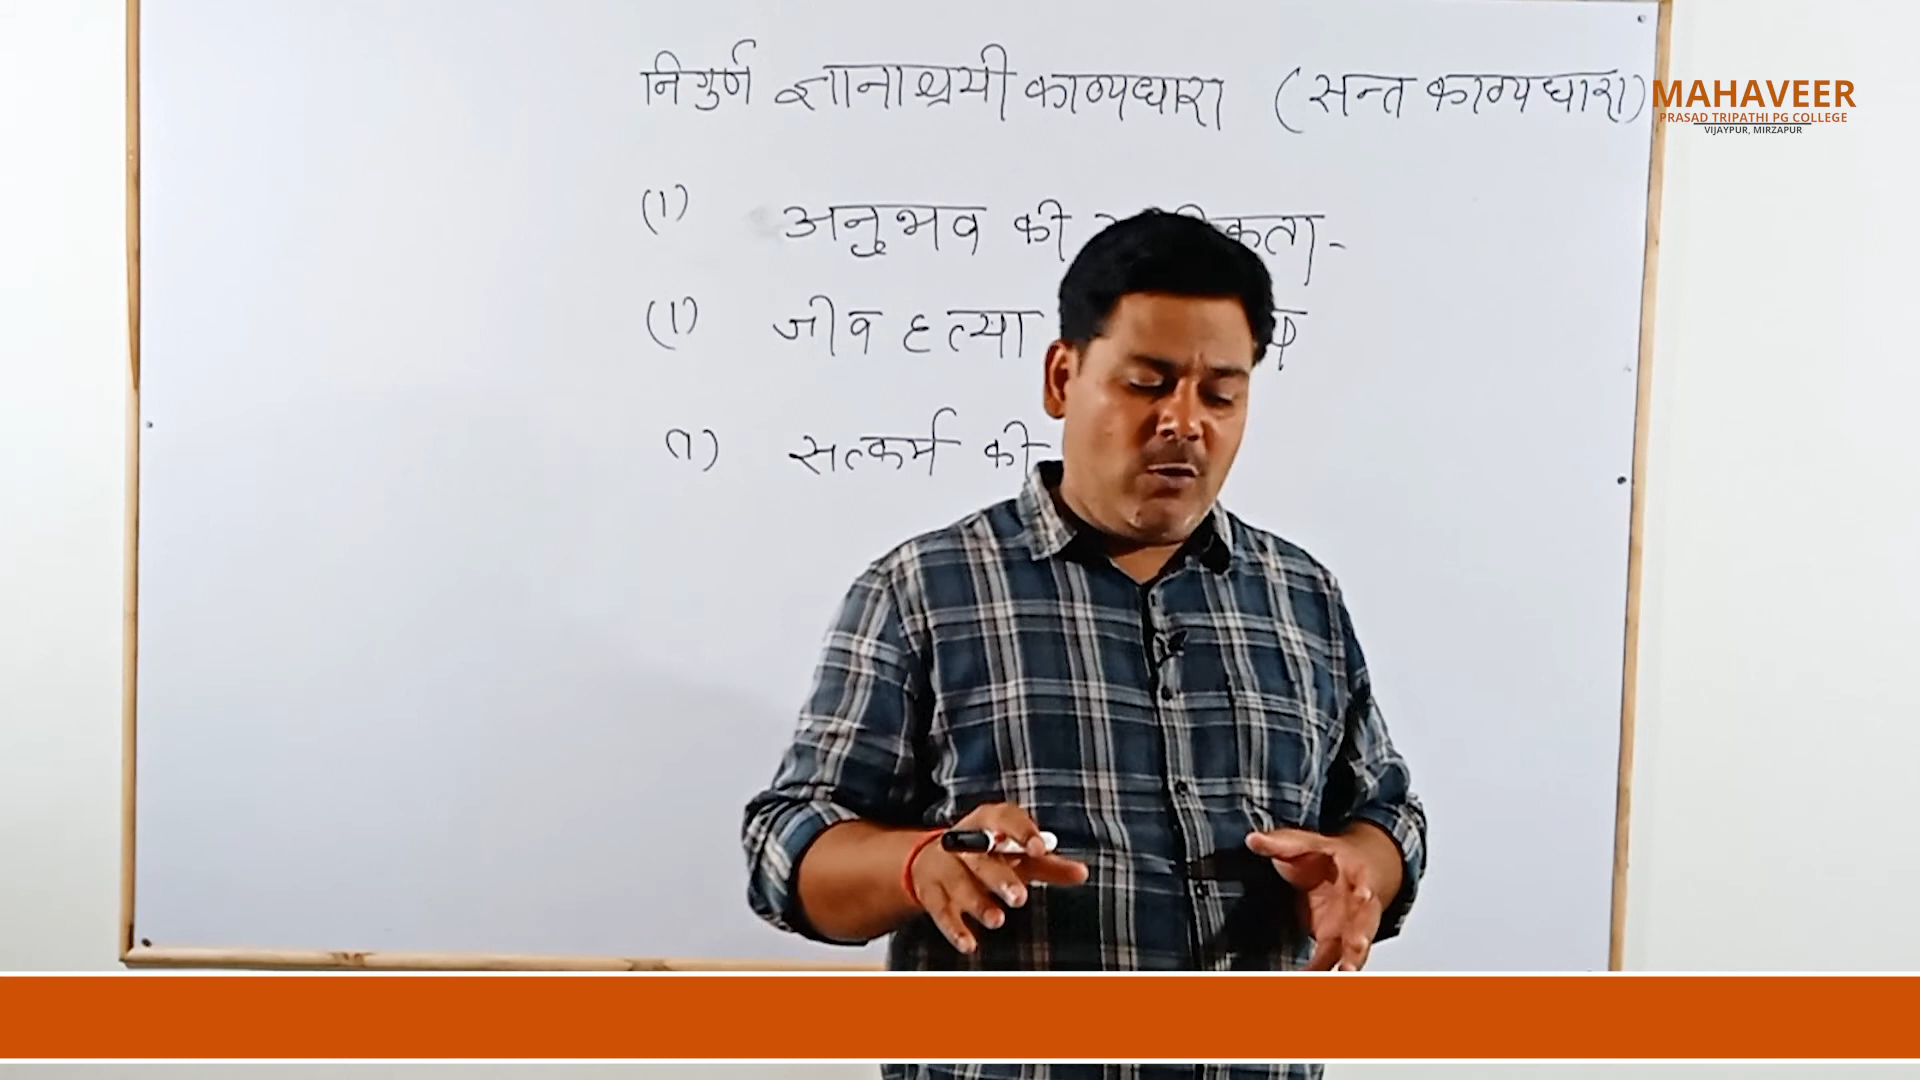 निगुर्ण ज्ञानाश्रयी काव्यधारा (सन्त काव्यधारा)
MAHAVEER
PRASAD TRIPATHI PG COLLEGE
VIJAYPUR, MIRZAPUR
(1) अनुभव की
(1) जीव हत्या
(1) सत्कर्म की